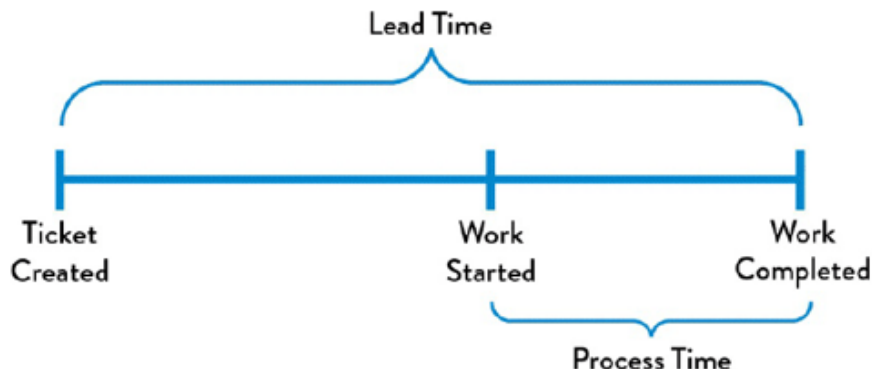 Lead Time
Ticket
Created
Work
Started
Work
Completed
Process Time